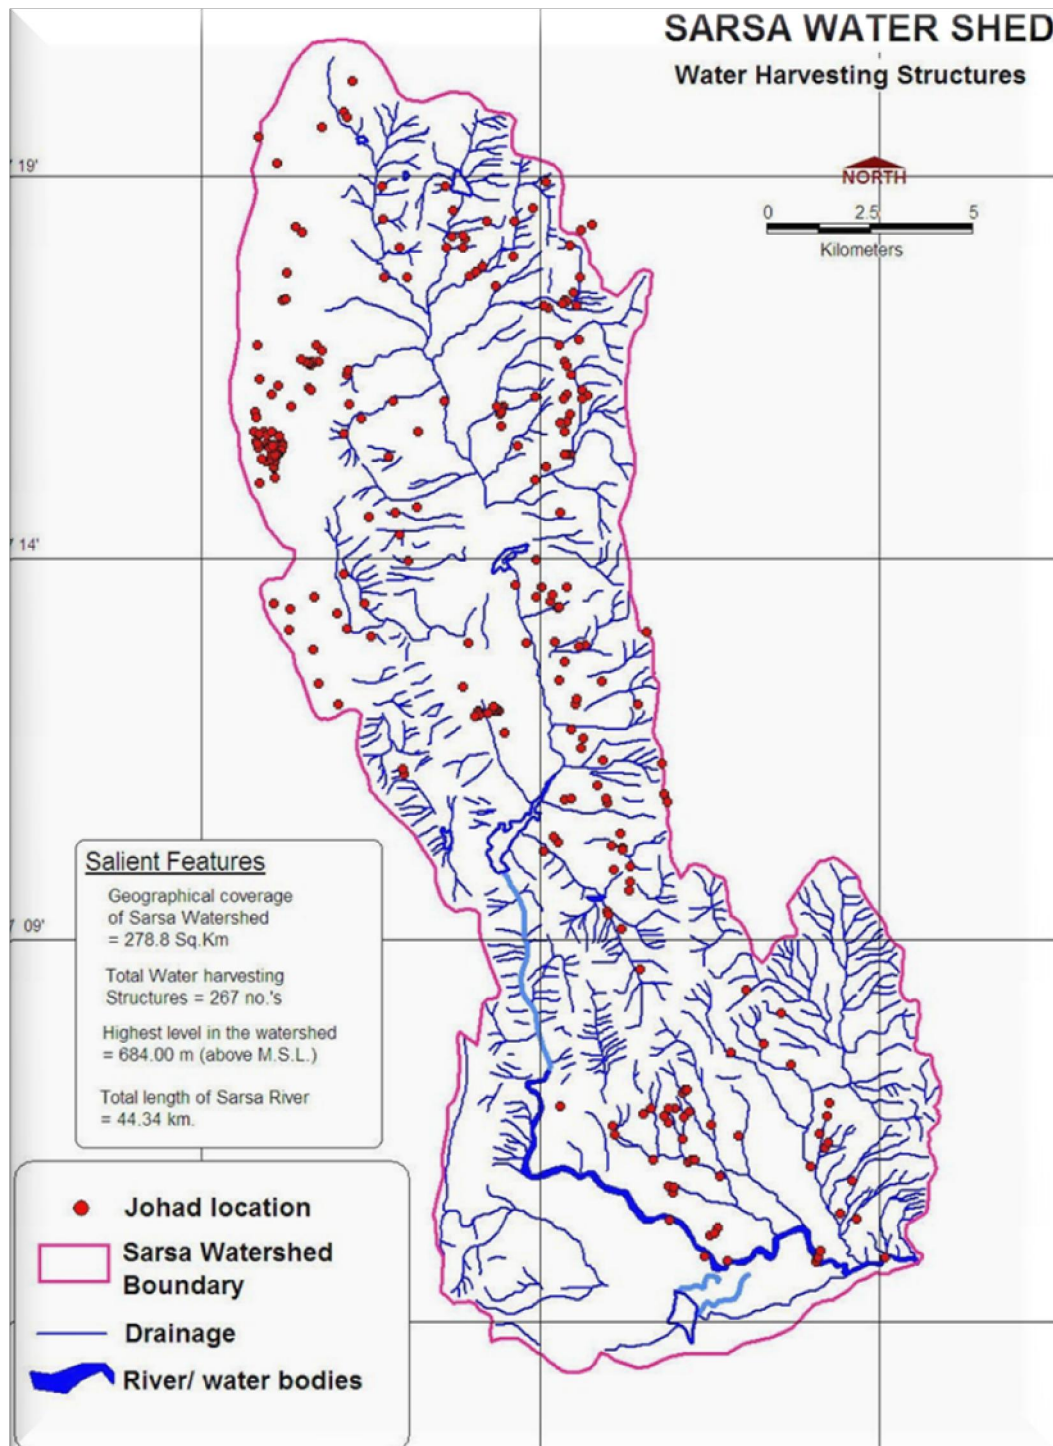 SARSA WATER SHED
Water Harvesting Structures
19'
NORTH
0 2.5 5
Kilometers
14'
Salient Features
Geographical coverage
of Sarsa Watershed
= 278.8 Sq.Km
Total Water harvesting
Structures = 267 no.'s
Highest level in the watershed
= 684.00 m (above M.S.L.)
Total length of Sarsa River
= 44.34 km.
09'
Johad location
Sarsa Watershed
Boundary
Drainage
River/ water bodies